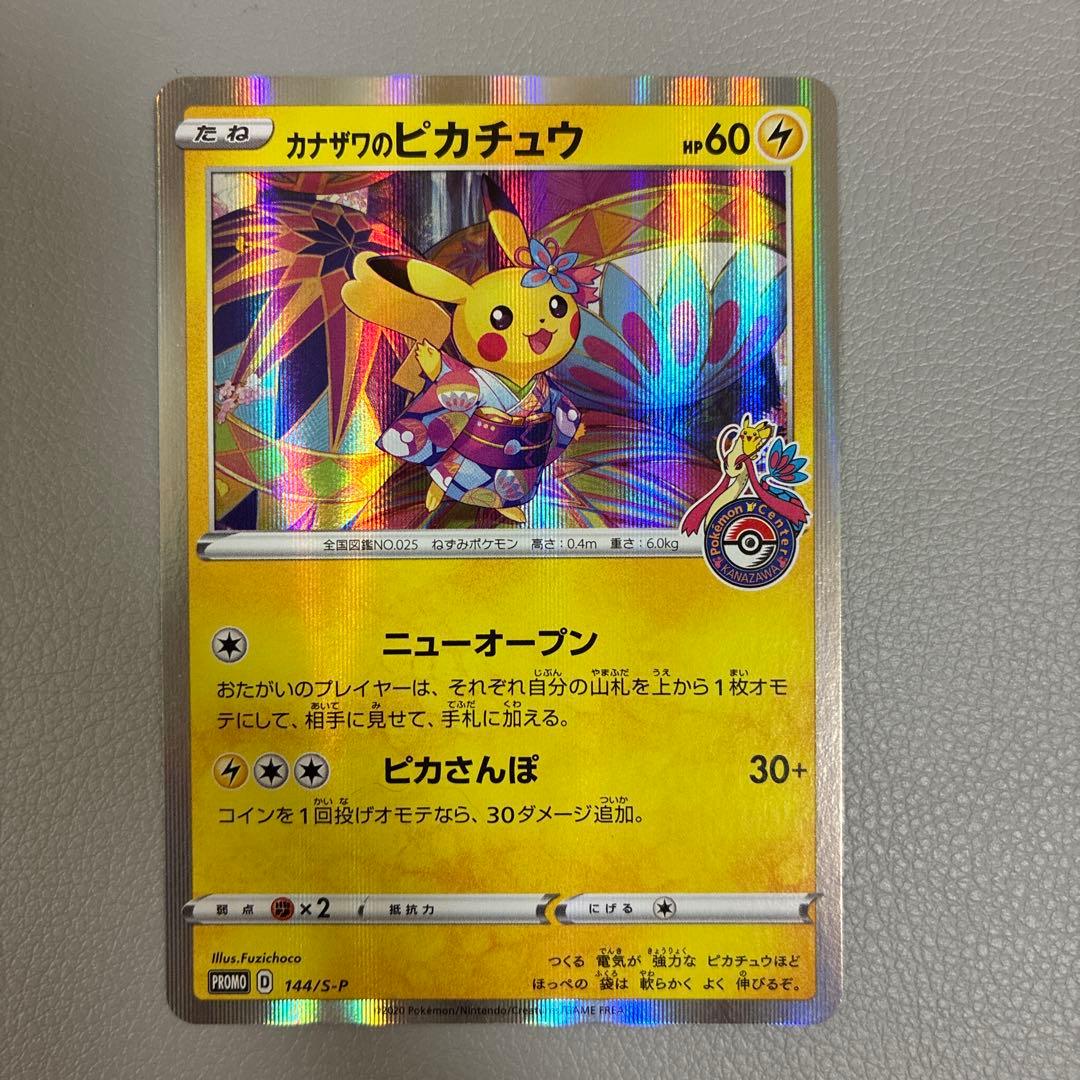 たね カナザワのピカチュウ HP60
全国図鑑NO.025 ねずみポケモン 高さ:0.4m 重さ:6.0kg
Pokémon Center
KANAZAWA
ニューオープン
おたがいのプレイヤーは、それぞれ自分の山札を上から1枚オモ
テにして、相手に見せて、手札に加える。
ピカさんぽ 30+
コインを1回投げオモテなら、30ダメージ追加。
弱点 ×2 抵抗力 にげる
Illus.Fuzichoco
つくる 電気が 強力な ピカチュウほど
ほっぺの 袋は 軟らかく よく 伸びるぞ。
PROMO D 144/S-P
©2020 Pokémon/Nintendo/Creatures/GAME FREAK